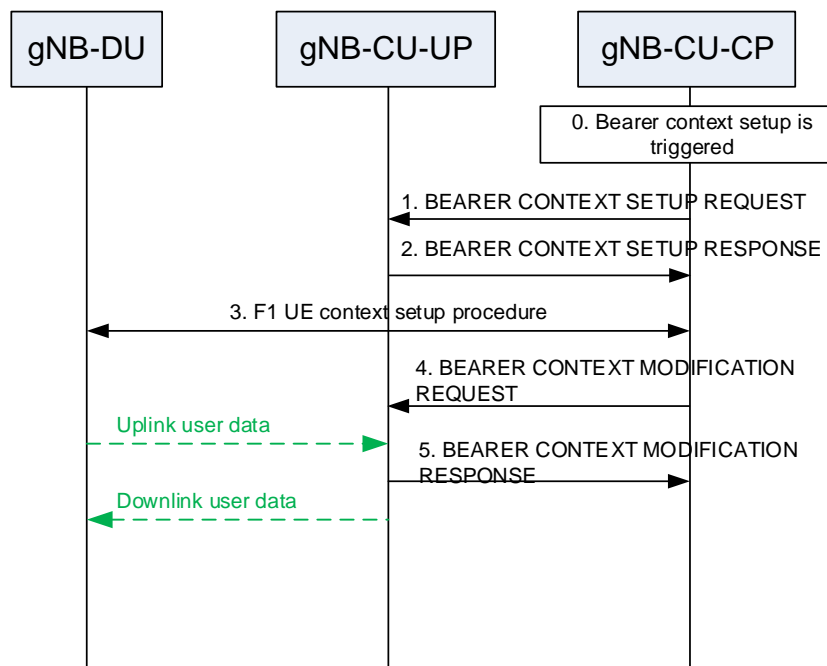 gNB-DU
gNB-CU-UP
gNB-CU-CP
0. Bearer context setup is
triggered
1. BEARER CONTEXT SETUP REQUEST
2. BEARER CONTEXT SETUP RESPONSE
3. F1 UE context setup procedure
4. BEARER CONTEXT MODIFICATION
REQUEST
Uplink user data
5. BEARER CONTEXT MODIFICATION
RESPONSE
Downlink user data